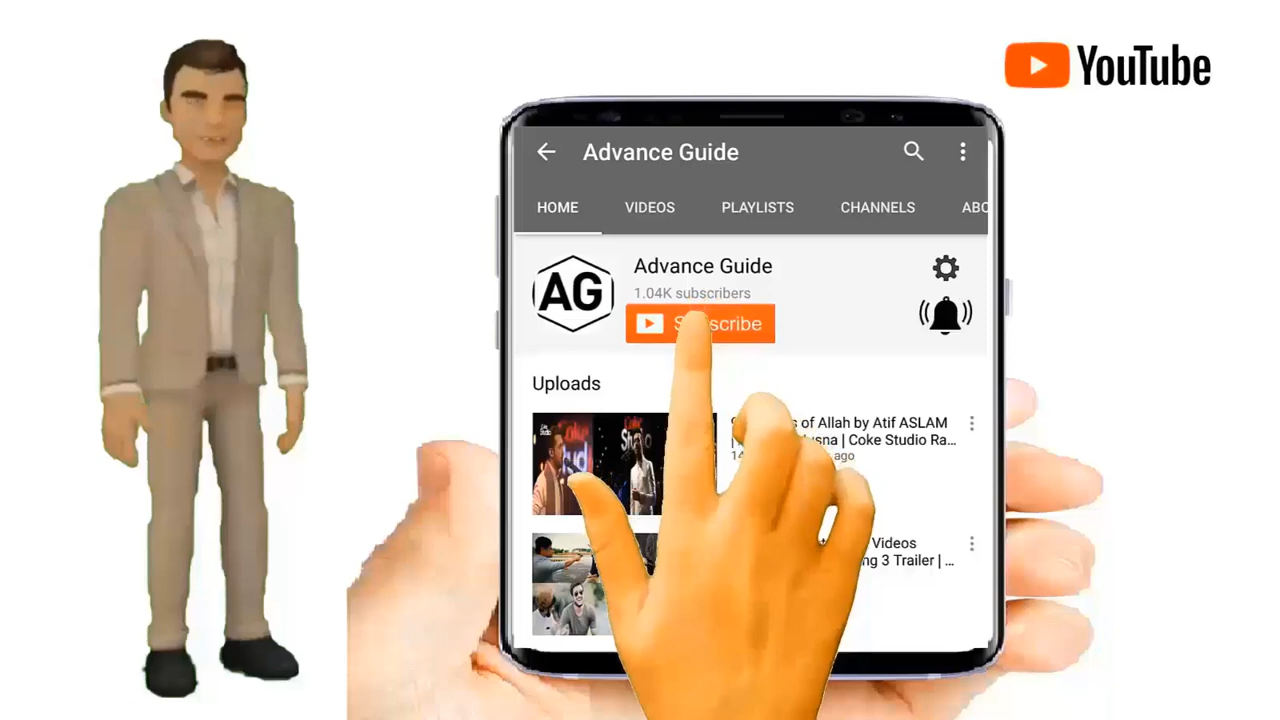 YouTube
Advance Guide
HOME VIDEOS PLAYLISTS CHANNELS ABO
AG
Advance Guide
1.04K subscribers
Uploads
s of Allah by Atif ASLAM
| Coke Studio Ra...
ago
Videos
3 Trailer | ...